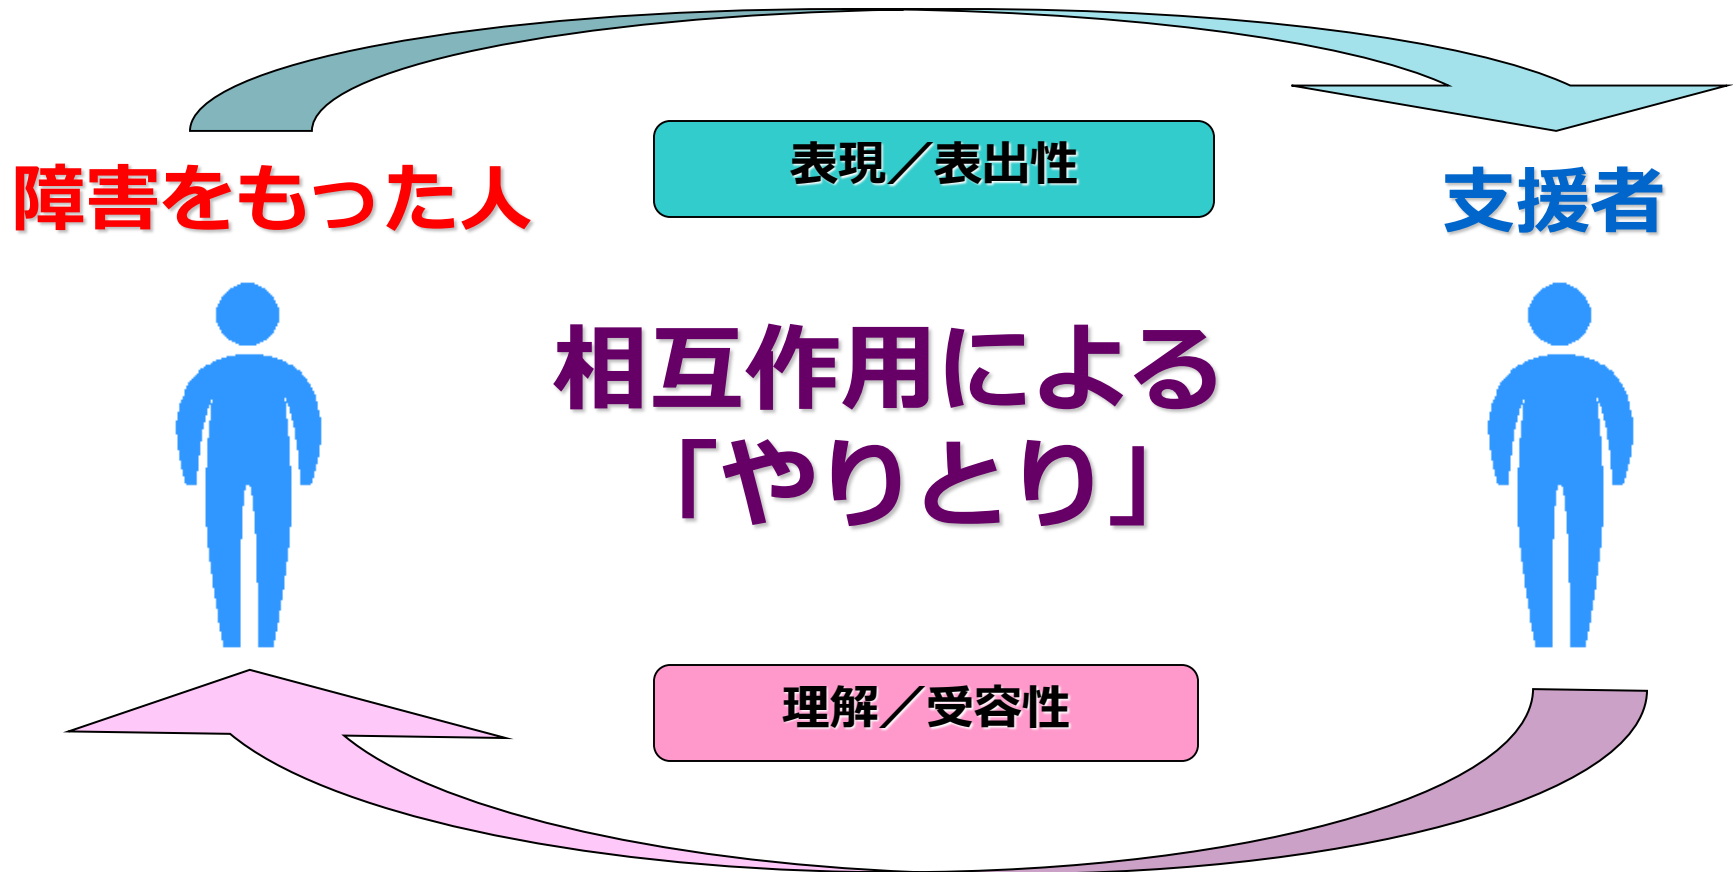 表現／表出性
障害をもった人
支援者
相互作用による
「やりとり」
理解／受容性